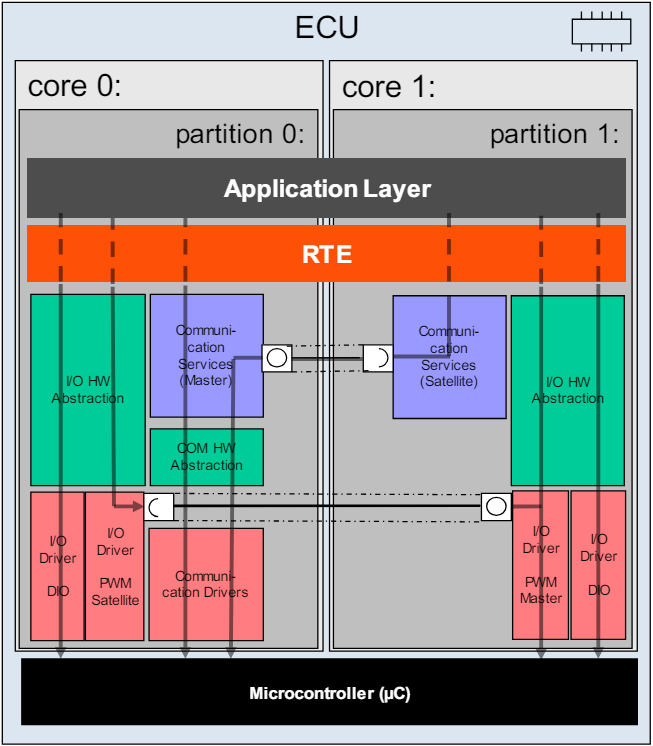 ECU
core 0:
core 1:
partition 0:
partition 1:
Application Layer
RTE
I/O HW
Abstraction
Communi-
cation
Services
(Master)
Communi-
cation
Services
(Satellite)
I/O HW
Abstraction
COM HW
Abstraction
I/O
Driver
DIO
I/O
Driver
PWM
Satellite
Communi-
cation Drivers
I/O
Driver
PWM
Master
I/O
Driver
DIO
Microcontroller (µC)